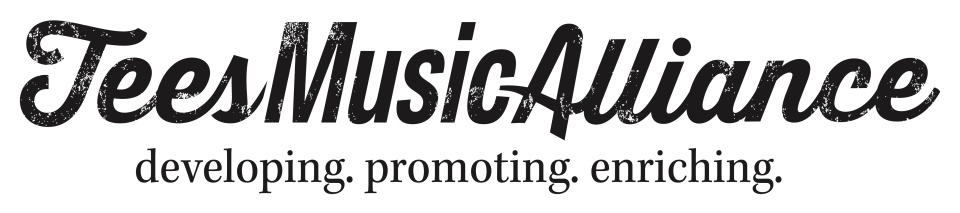 TeesMusicAlliance
developing. promoting. enriching.